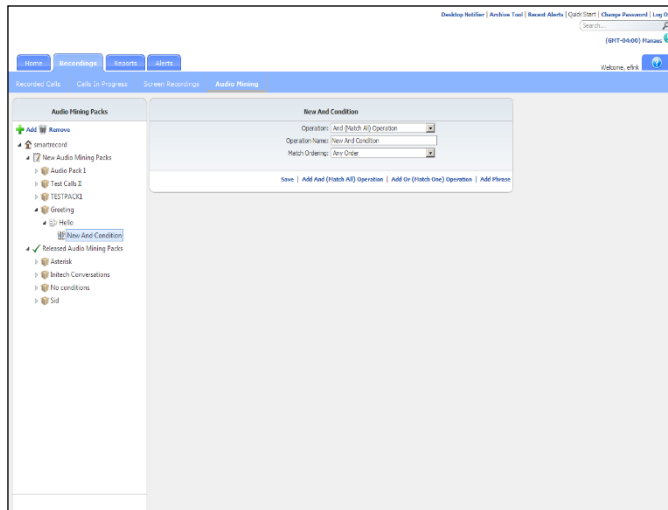 Desktop Notifier | Archive Tool | Recent Alerts | Quick Start | Change Password | Log O
Search...
(GMT-04:00) Manaus
Home Recordings Reports Alerts
Welcome, efink
Recorded Calls Calls In Progress Screen Recordings Audio Mining
Audio Mining Packs
Add Remove
smartrecord
New Audio Mining Packs
Audio Pack 1
Test Calls II
TESTPACK1
Greeting
Hello
New And Condition
Released Audio Mining Packs
Asterisk
Initech Conversations
No conditions
Sid
New And Condition
Operation: And (Match All) Operation
Operation Name: New And Condition
Match Ordering: Any Order
Save | Add And (Match All) Operation | Add Or (Match One) Operation | Add Phrase